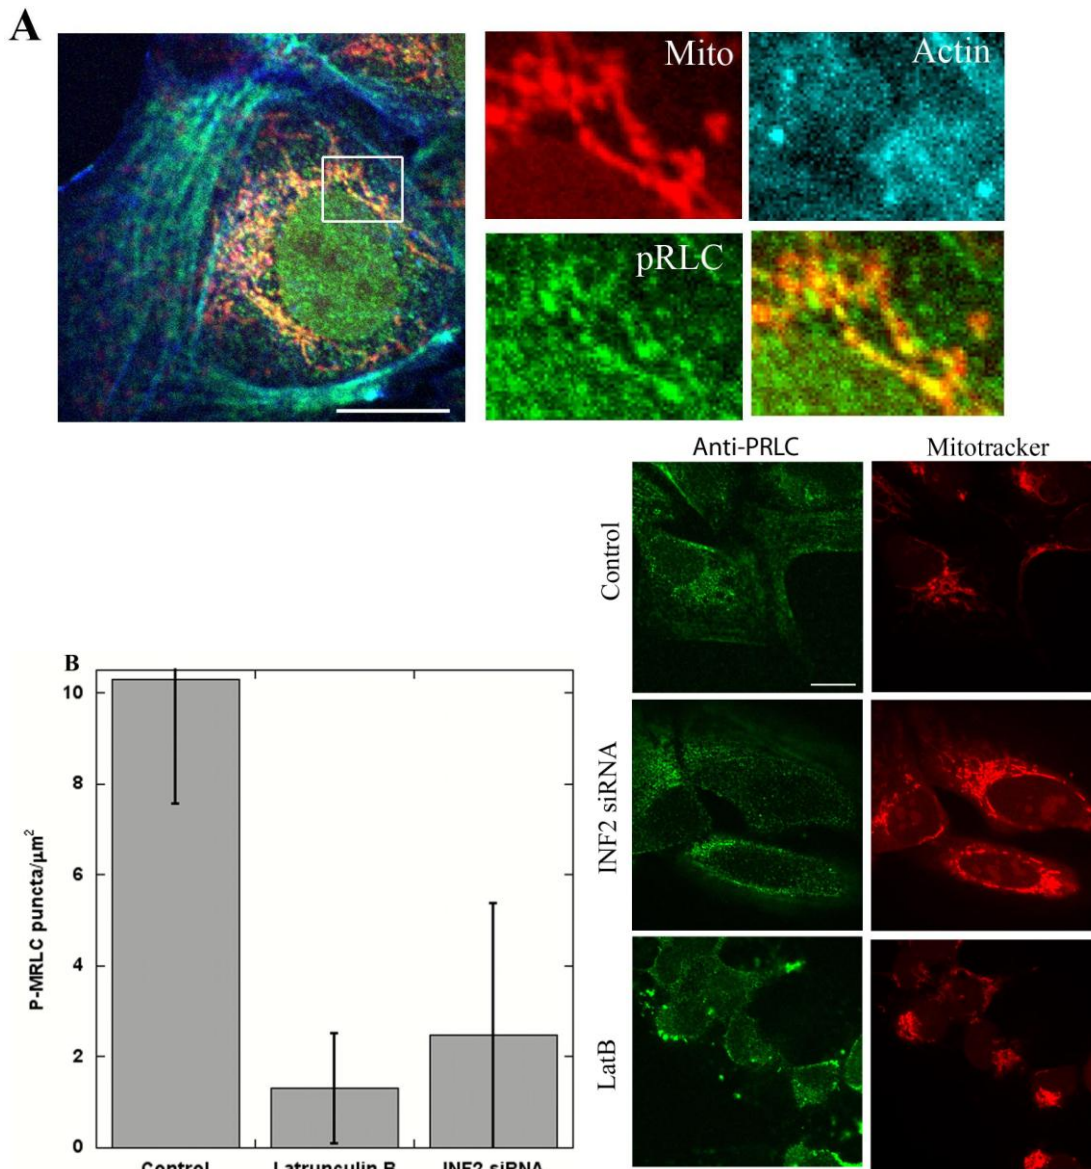 A
Mito
Actin
pRLC
Anti-PRLC
Mitotracker
Control
INF2 siRNA
LatB
B
P-MRLC puncta/μm²
10
8
6
4
2
0
Control
Latrunculin B
INF2 siRNA